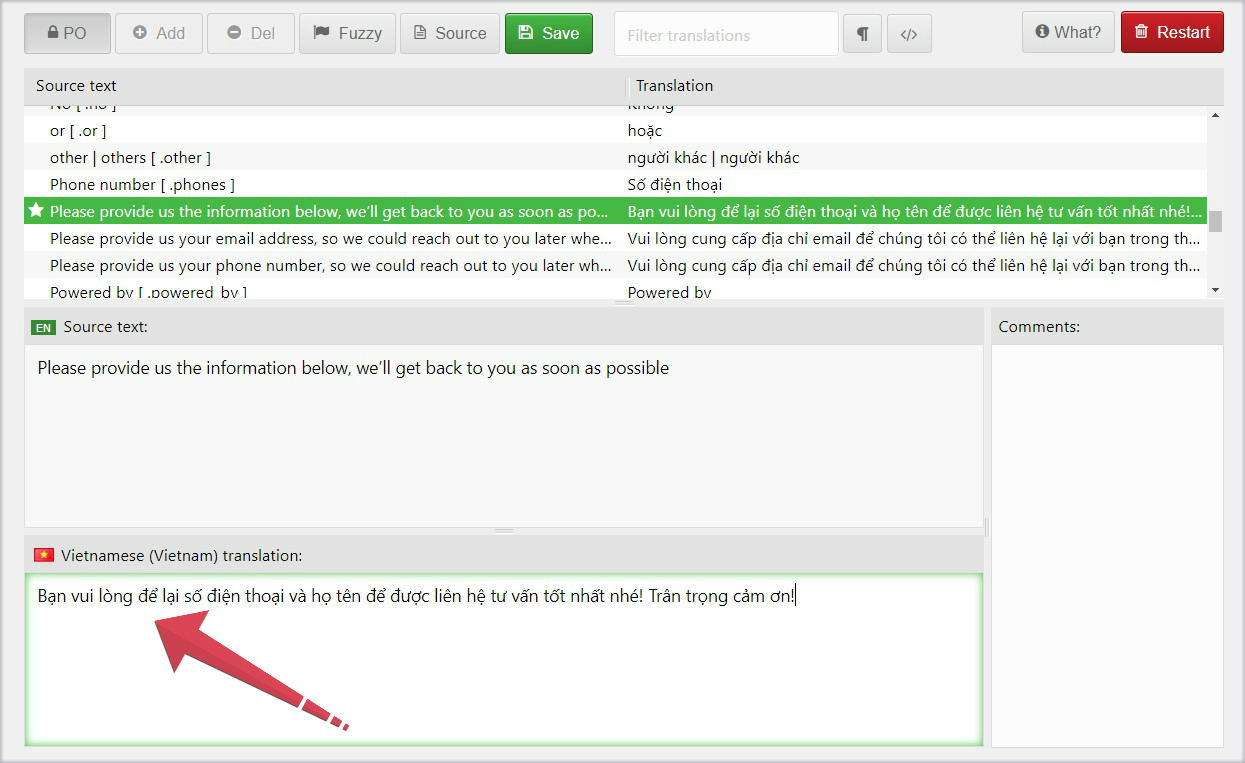 PO Add Del Fuzzy Source Save Filter translations ¶ </> What? Restart
Source text Translation
No [ .no ] Không
or [ .or ] hoặc
other | others [ .other ] người khác | người khác
Phone number [ .phones ] Số điện thoại
Please provide us the information below, we’ll get back to you as soon as po... Bạn vui lòng để lại số điện thoại và họ tên để được liên hệ tư vấn tốt nhất nhé!...
Please provide us your email address, so we could reach out to you later whe... Vui lòng cung cấp địa chỉ email để chúng tôi có thể liên hệ lại với bạn trong th...
Please provide us your phone number, so we could reach out to you later wh... Vui lòng cung cấp địa chỉ email để chúng tôi có thể liên hệ lại với bạn trong th...
Powered by [ .powered_by ] Powered by
EN Source text: Comments:
Please provide us the information below, we’ll get back to you as soon as possible
Vietnamese (Vietnam) translation:
Bạn vui lòng để lại số điện thoại và họ tên để được liên hệ tư vấn tốt nhất nhé! Trân trọng cảm ơn!